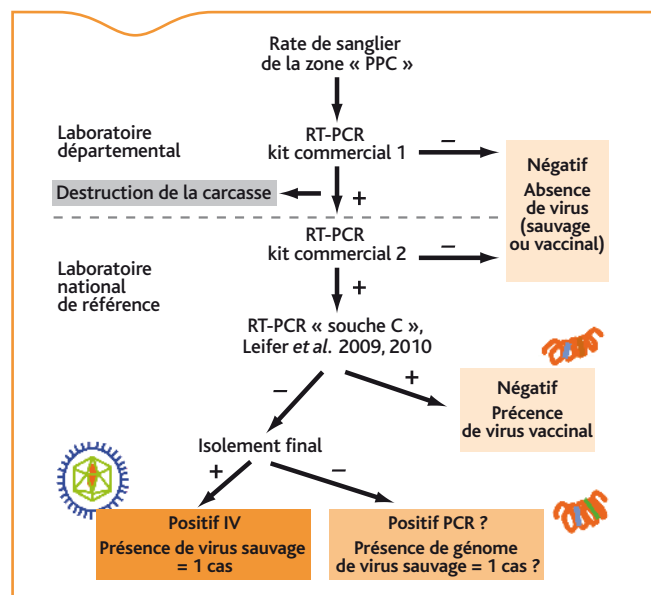 Rate de sanglier
de la zone « PPC »
Laboratoire
départemental
RT-PCR
kit commercial 1
–
Négatif
Absence
de virus
(sauvage
ou vaccinal)
Destruction de la carcasse
+
RT-PCR
kit commercial 2
–
Laboratoire
national
de référence
+
RT-PCR « souche C »,
Leifer et al. 2009, 2010
–
+
Négatif
Précence
de virus vaccinal
Isolement final
+
–
Positif IV
Présence de virus sauvage
= 1 cas
Positif PCR ?
Présence de génome
de virus sauvage = 1 cas ?